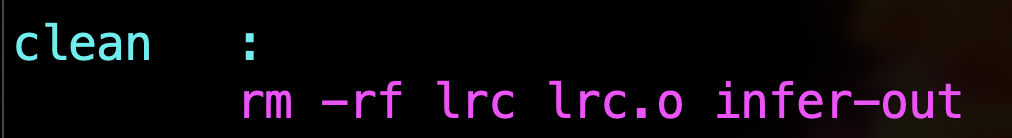 clean   :
        rm -rf lrc lrc.o infer-out